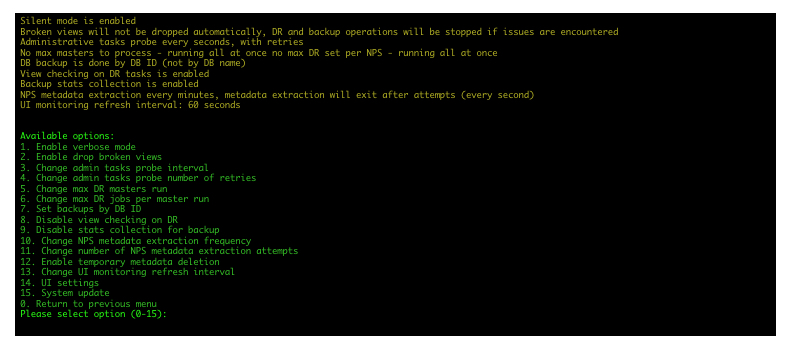 Silent mode is enabled
Broken views will not be dropped automatically, DR and backup operations will be stopped if issues are encountered
Administrative tasks probe every seconds, with retries
No max masters to process - running all at once no max DR set per NPS - running all at once
DB backup is done by DB ID (not by DB name)
View checking on DR tasks is enabled
Backup stats collection is enabled
NPS metadata extraction every minutes, metadata extraction will exit after attempts (every second)
UI monitoring refresh interval: 60 seconds
Available options:
1. Enable verbose mode
2. Enable drop broken views
3. Change admin tasks probe interval
4. Change admin tasks probe number of retries
5. Change max DR masters run
6. Change max DR jobs per master run
7. Set backups by DB ID
8. Disable view checking on DR
9. Disable stats collection for backup
10. Change NPS metadata extraction frequency
11. Change number of NPS metadata extraction attempts
12. Enable temporary metadata deletion
13. Change UI monitoring refresh interval
14. UI settings
15. System update
0. Return to previous menu
Please select option (0-15):